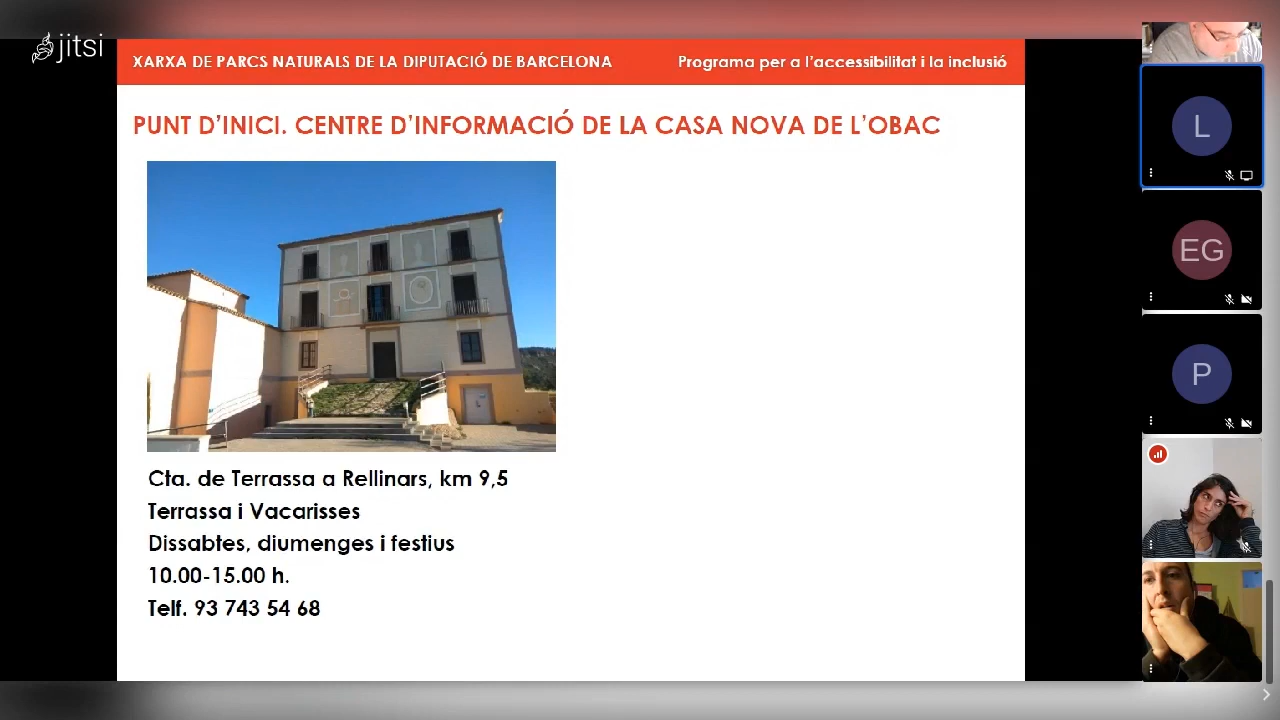 jitsi
XARXA DE PARCS NATURALS DE LA DIPUTACIÓ DE BARCELONA
Programa per a l'accessibilitat i la inclusió
PUNT D'INICI. CENTRE D'INFORMACIÓ DE LA CASA NOVA DE L'OBAC
Cta. de Terrassa a Rellinars, km 9,5
Terrassa i Vacarisses
Dissabtes, diumenges i festius
10.00-15.00 h.
Telf. 93 743 54 68
L
EG
P